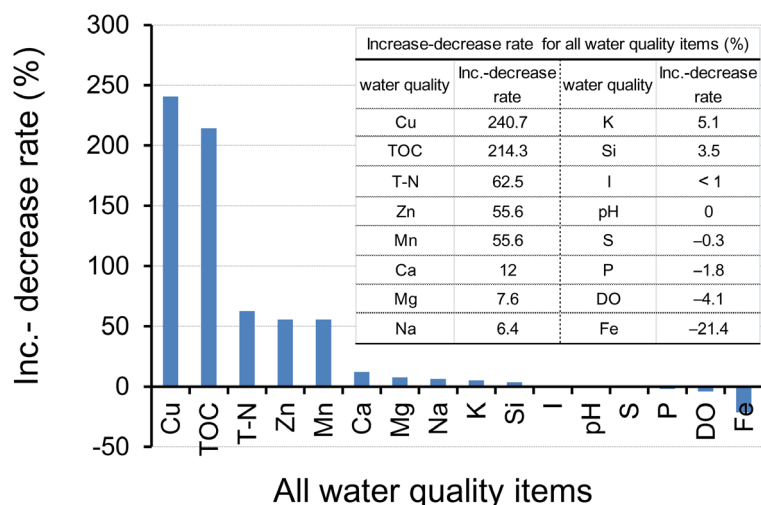 300
250
200
150
100
50
0
-50
Inc.- decrease rate (%)
Increase-decrease rate for all water quality items (%)
water quality Inc.-decrease rate water quality Inc.-decrease rate
Cu 240.7 K 5.1
TOC 214.3 Si 3.5
T-N 62.5 I < 1
Zn 55.6 pH 0
Mn 55.6 S –0.3
Ca 12 P –1.8
Mg 7.6 DO –4.1
Na 6.4 Fe –21.4
Cu TOC T-N Zn Mn Ca Mg Na K Si I pH S P DO Fe
All water quality items